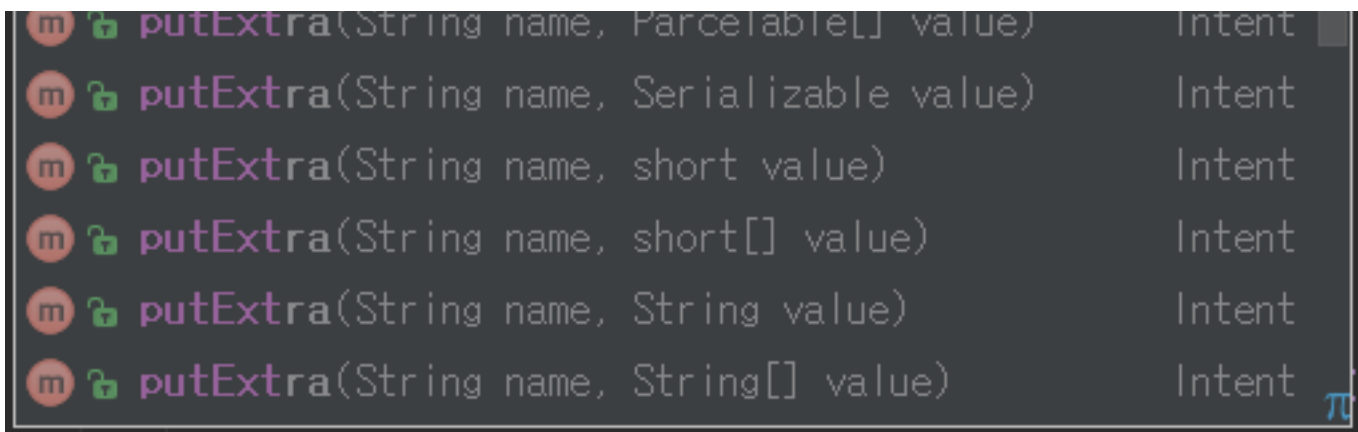 m putExtra(String name, Parcelable[] value) Intent
m putExtra(String name, Serializable value) Intent
m putExtra(String name, short value) Intent
m putExtra(String name, short[] value) Intent
m putExtra(String name, String value) Intent
m putExtra(String name, String[] value) Intent
π